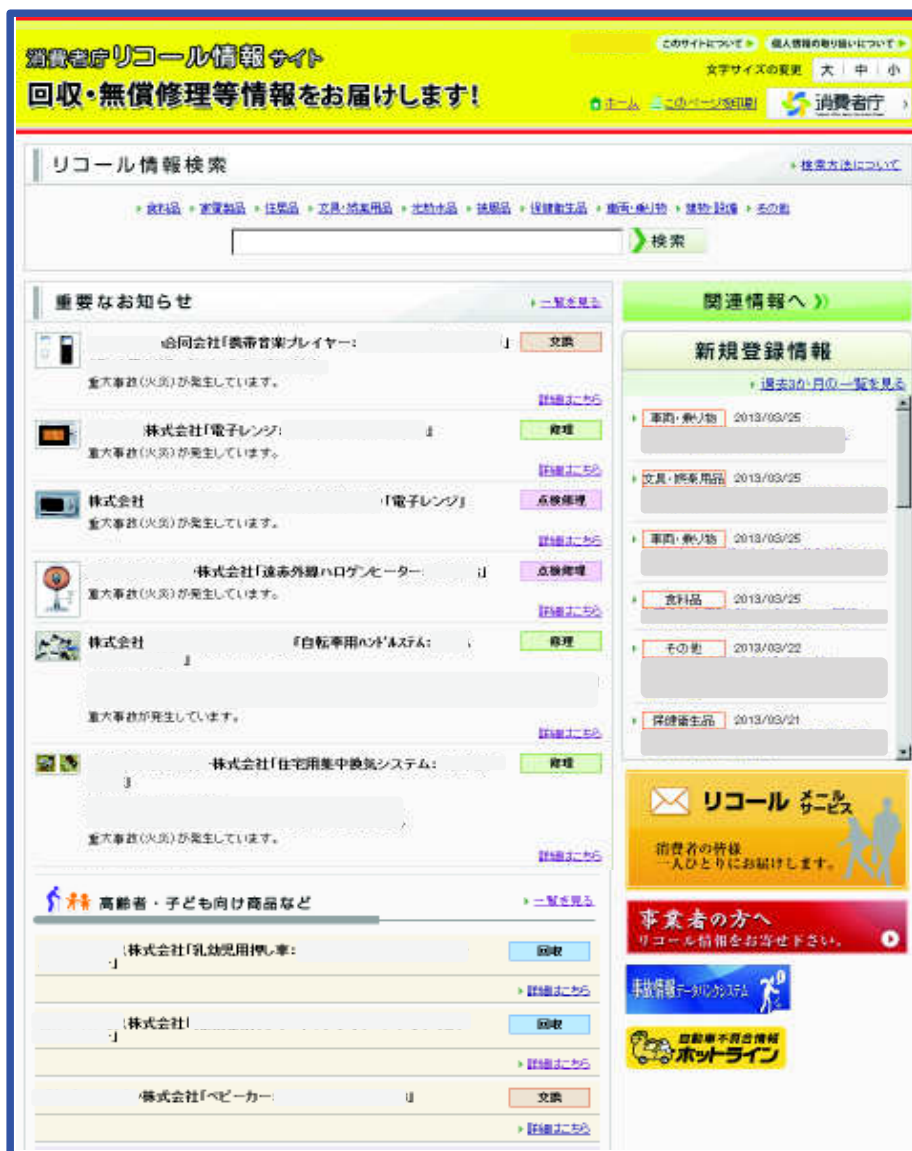 このサイトについて
個人情報の取り扱いについて
消費者庁リコール情報サイト
文字サイズの変更 大 中 小
回収・無償修理等情報をお届けします!
ホーム このページを印刷 消費者庁
リコール情報検索
検索方法について
食料品 家電製品 住居品 文具・娯楽用品 光熱水品 被服品 保健衛生品 車両・乗り物 建物・設備 その他
検索
重要なお知らせ
一覧を見る
合同会社「携帯音楽プレイヤー: 」 交換
重大事故(火災)が発生しています。
詳細はこちら
株式会社「電子レンジ: 」 修理
重大事故(火災)が発生しています。
詳細はこちら
株式会社 「電子レンジ」 点検修理
重大事故(火災)が発生しています。
詳細はこちら
株式会社「遠赤外線ハロゲンヒーター: 」 点検修理
重大事故(火災)が発生しています。
詳細はこちら
株式会社 「自転車用ハンドルステム: 修理
」
重大事故が発生しています。
詳細はこちら
株式会社「住宅用集中換気システム: 修理
」
重大事故(火災)が発生しています。
詳細はこちら
高齢者・子ども向け商品など
一覧を見る
株式会社「乳幼児用押し車: 回収
」
詳細はこちら
株式会社「 回収
」
詳細はこちら
株式会社「ベビーカー: 」 交換
詳細はこちら
関連情報へ
新規登録情報
過去3か月の一覧を見る
車両・乗り物 2013/03/25
文具・娯楽用品 2013/03/25
車両・乗り物 2013/03/25
食料品 2013/03/25
その他 2013/03/22
保健衛生品 2013/03/21
リコール メールサービス
消費者の皆様
一人ひとりにお届けします。
事業者の方へ
リコール情報をお寄せ下さい。
事故情報データバンクシステム
自動車不具合情報
ホットライン